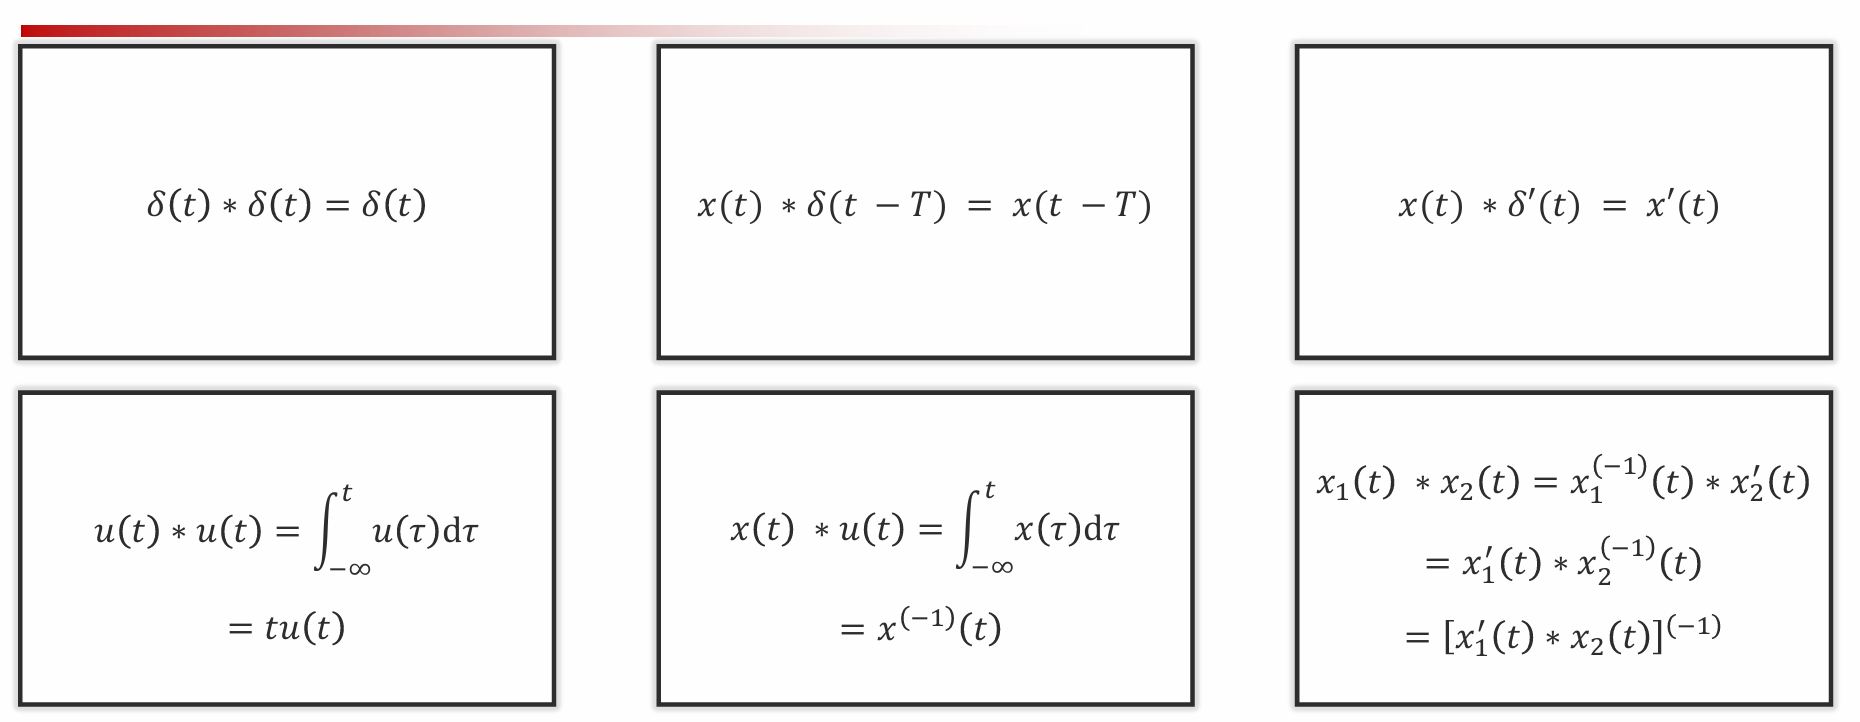 δ(t) ∗ δ(t) = δ(t)
x(t) ∗ δ(t − T) = x(t − T)
x(t) ∗ δ′(t) = x′(t)
u(t) ∗ u(t) = ∫_{−∞}^{t} u(τ)dτ
= tu(t)
x(t) ∗ u(t) = ∫_{−∞}^{t} x(τ)dτ
= x^{(−1)}(t)
x₁(t) ∗ x₂(t) = x₁^{(−1)}(t) ∗ x₂′(t)
= x₁′(t) ∗ x₂^{(−1)}(t)
= [x₁′(t) ∗ x₂(t)]^{(−1)}